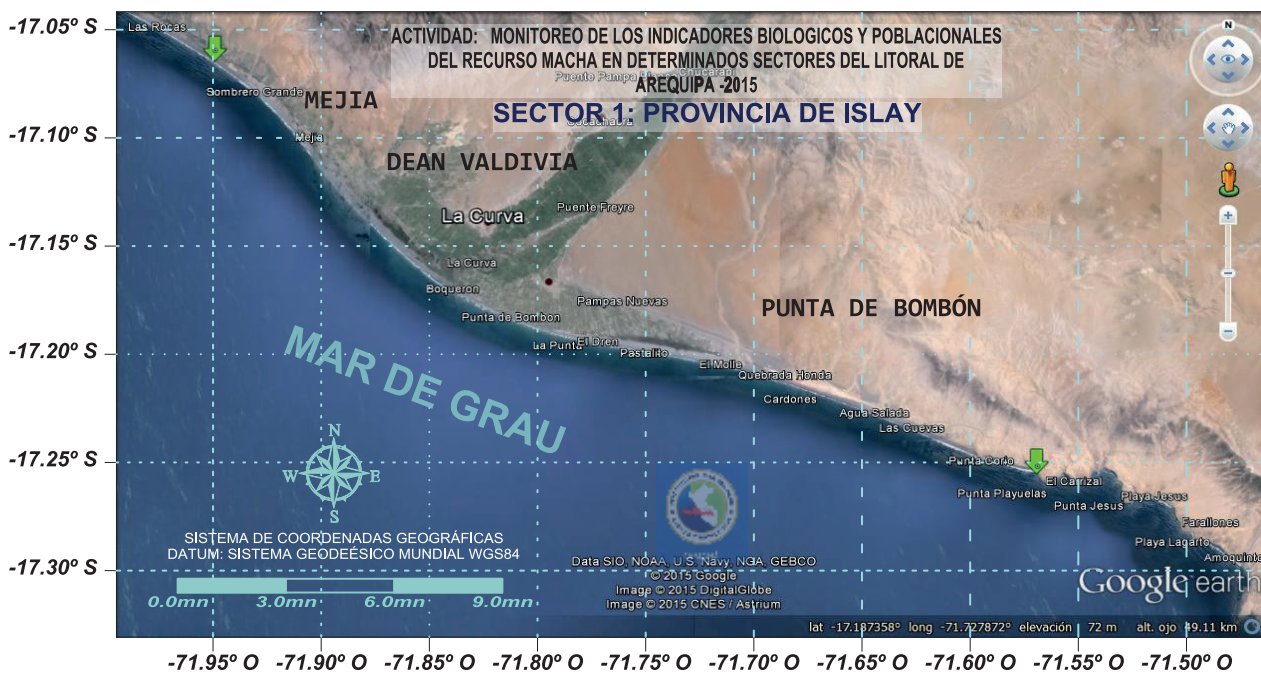 ACTIVIDAD: MONITOREO DE LOS INDICADORES BIOLOGICOS Y POBLACIONALES
DEL RECURSO MACHA EN DETERMINADOS SECTORES DEL LITORAL DE
AREQUIPA -2015
SECTOR 1: PROVINCIA DE ISLAY
-17.05º S
-17.10º S
-17.15º S
-17.20º S
-17.25º S
-17.30º S
Las Rocas
Sombrero Grande
MEJIA
Mejia
Puente Pampa
Chucarapi
Cocachacra
DEAN VALDIVIA
La Curva
Puente Freyre
La Curva
Boqueron
Pampas Nuevas
PUNTA DE BOMBÓN
Punta de Bombon
La Punta
El Dren
Pastalito
El Molle
Quebrada Honda
Cardones
Agua Salada
Las Cuevas
MAR DE GRAU
Punta Corio
El Carrizal
Punta Playuelas
Punta Jesus
Playa Jesus
Farallones
Playa Lagarto
Amoquinto
N
N
W
E
S
SISTEMA DE COORDENADAS GEOGRÁFICAS
DATUM: SISTEMA GEODEÉSICO MUNDIAL WGS84
0.0mn 3.0mn 6.0mn 9.0mn
Data SIO, NOAA, U.S. Navy, NGA, GEBCO
© 2015 Google
Image © 2015 DigitalGlobe
Image © 2015 CNES / Astrium
Google earth
lat -17.187358° long -71.727872° elevación 72 m alt. ojo 49.11 km
-71.95º O -71.90º O -71.85º O -71.80º O -71.75º O -71.70º O -71.65º O -71.60º O -71.55º O -71.50º O